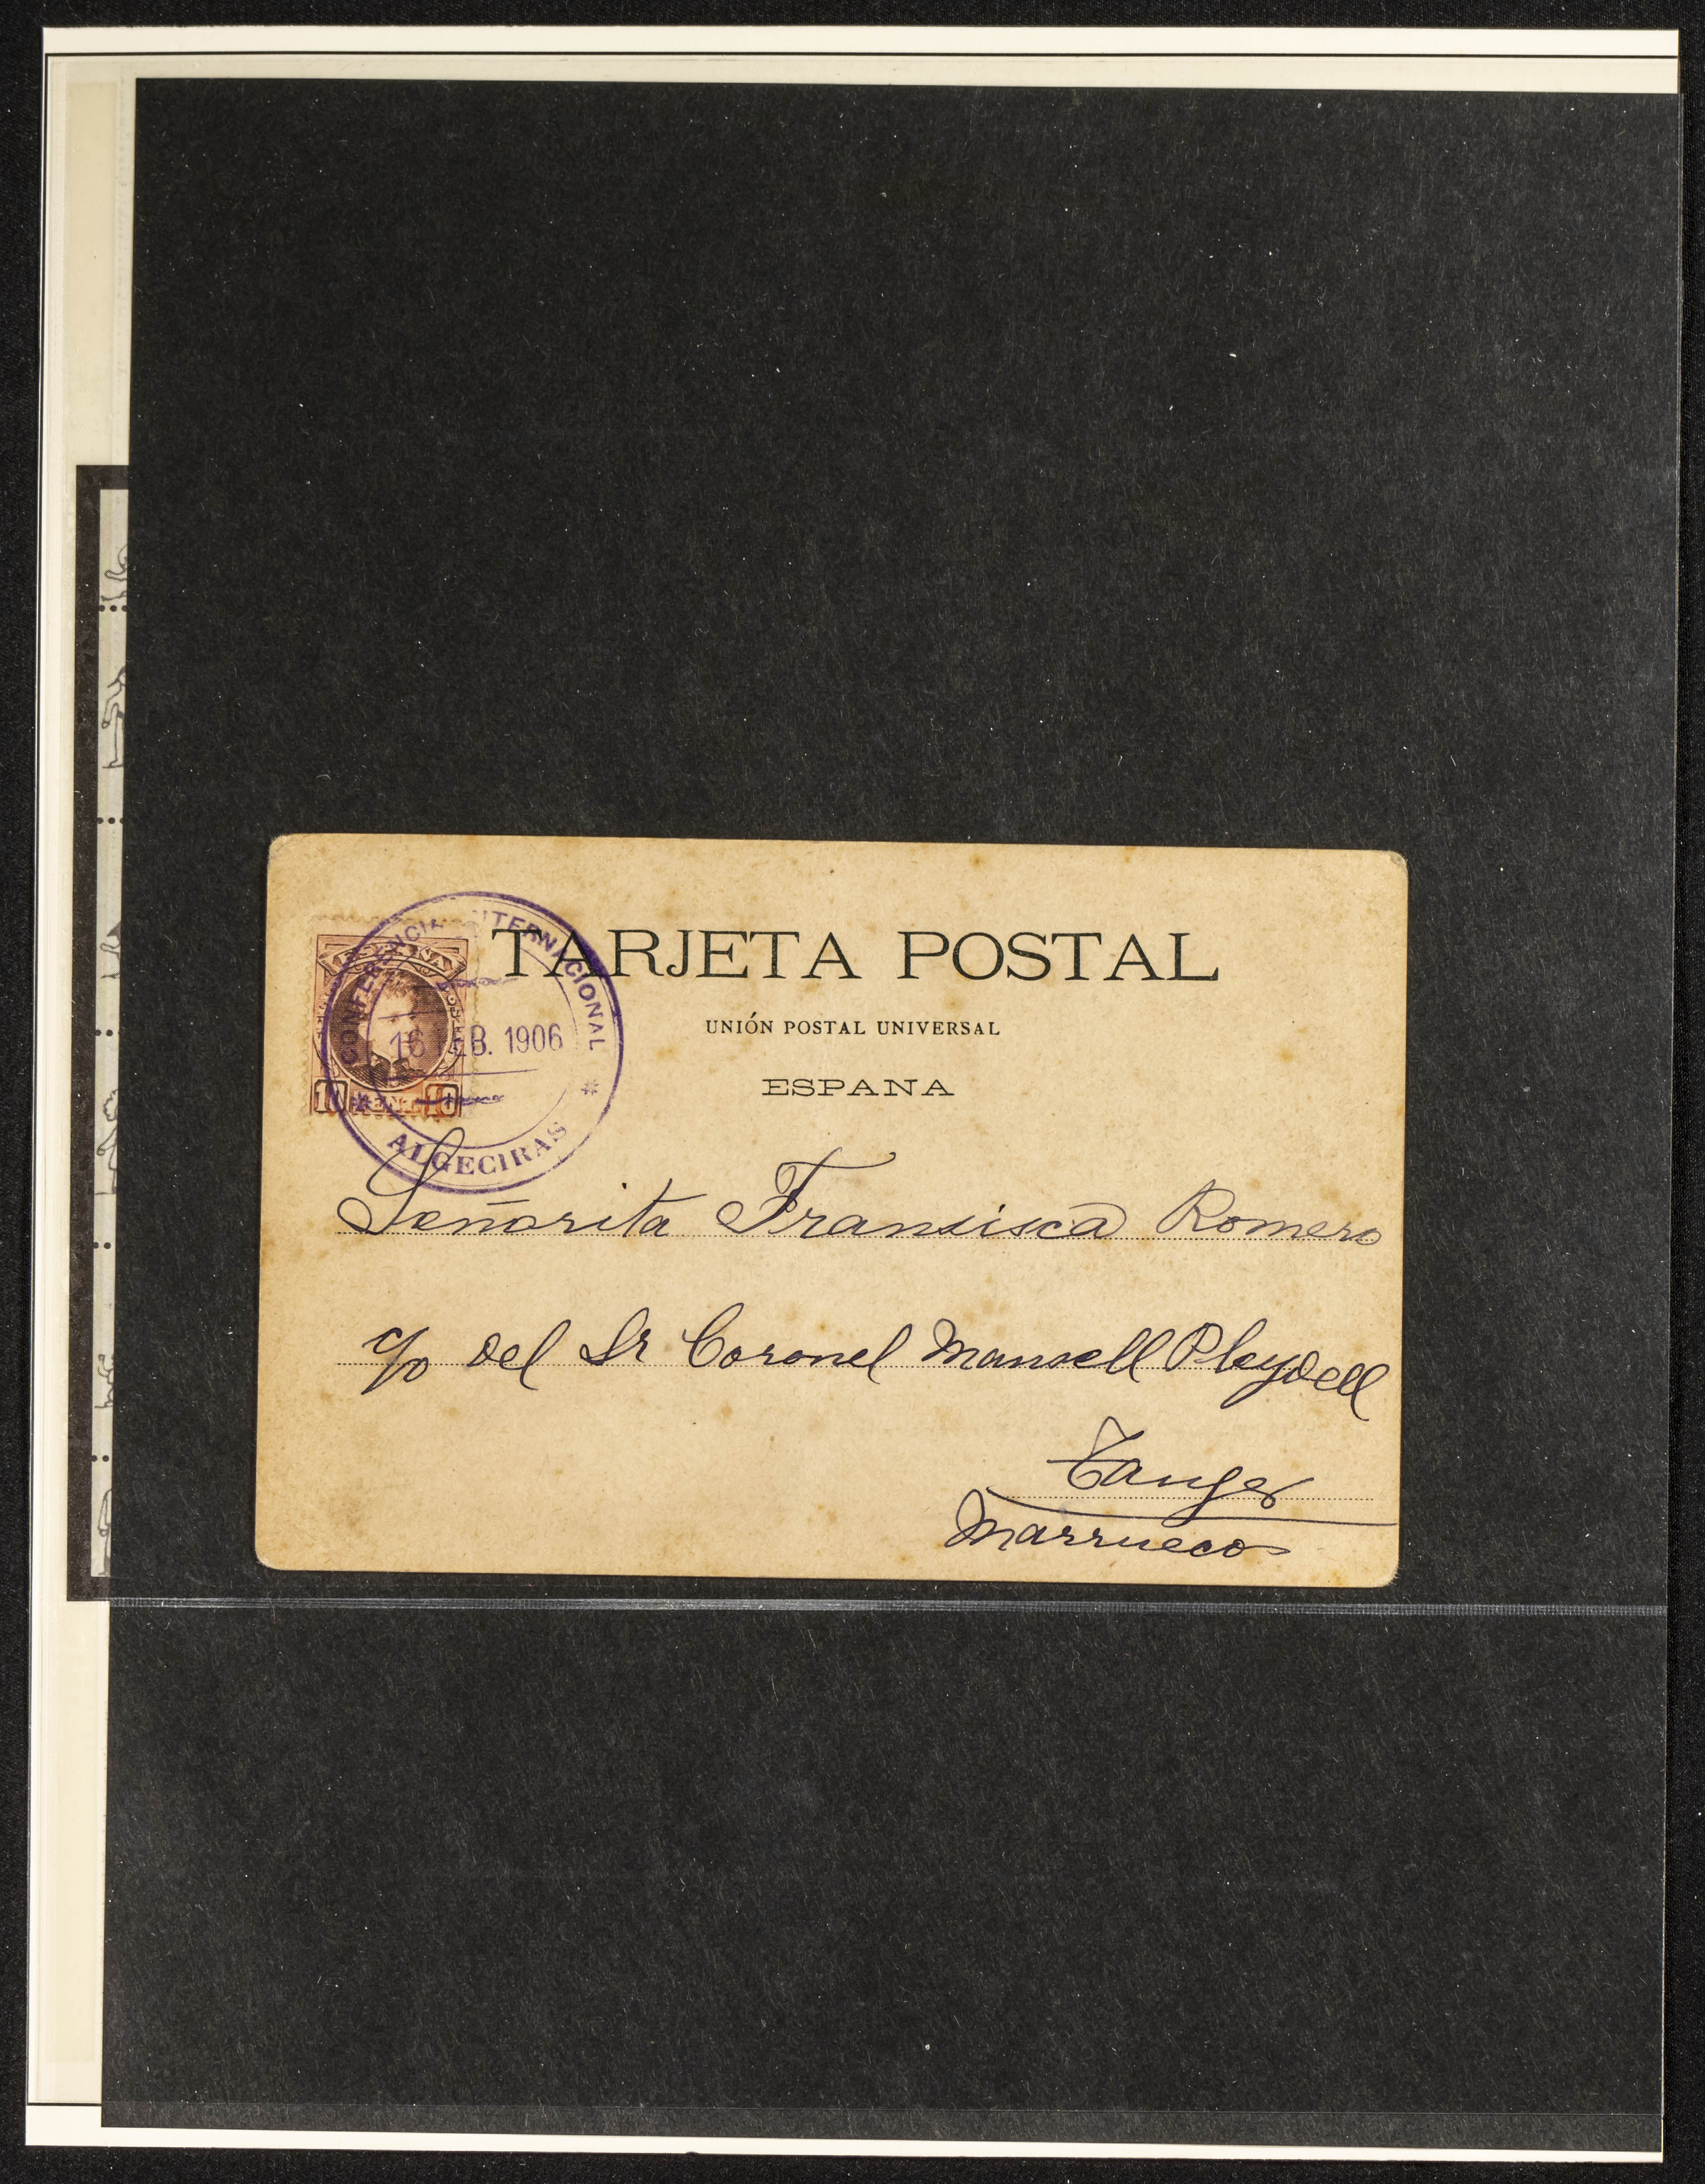 TARJETA POSTAL
UNIÓN POSTAL UNIVERSAL
ESPANA
CONFERENCIA INTERNACIONAL
16 FEB. 1906
ALGECIRAS
Señorita Fransisca Romero
c/o del Sr Coronel Mansell Pleydell
Tanger
Marruecos